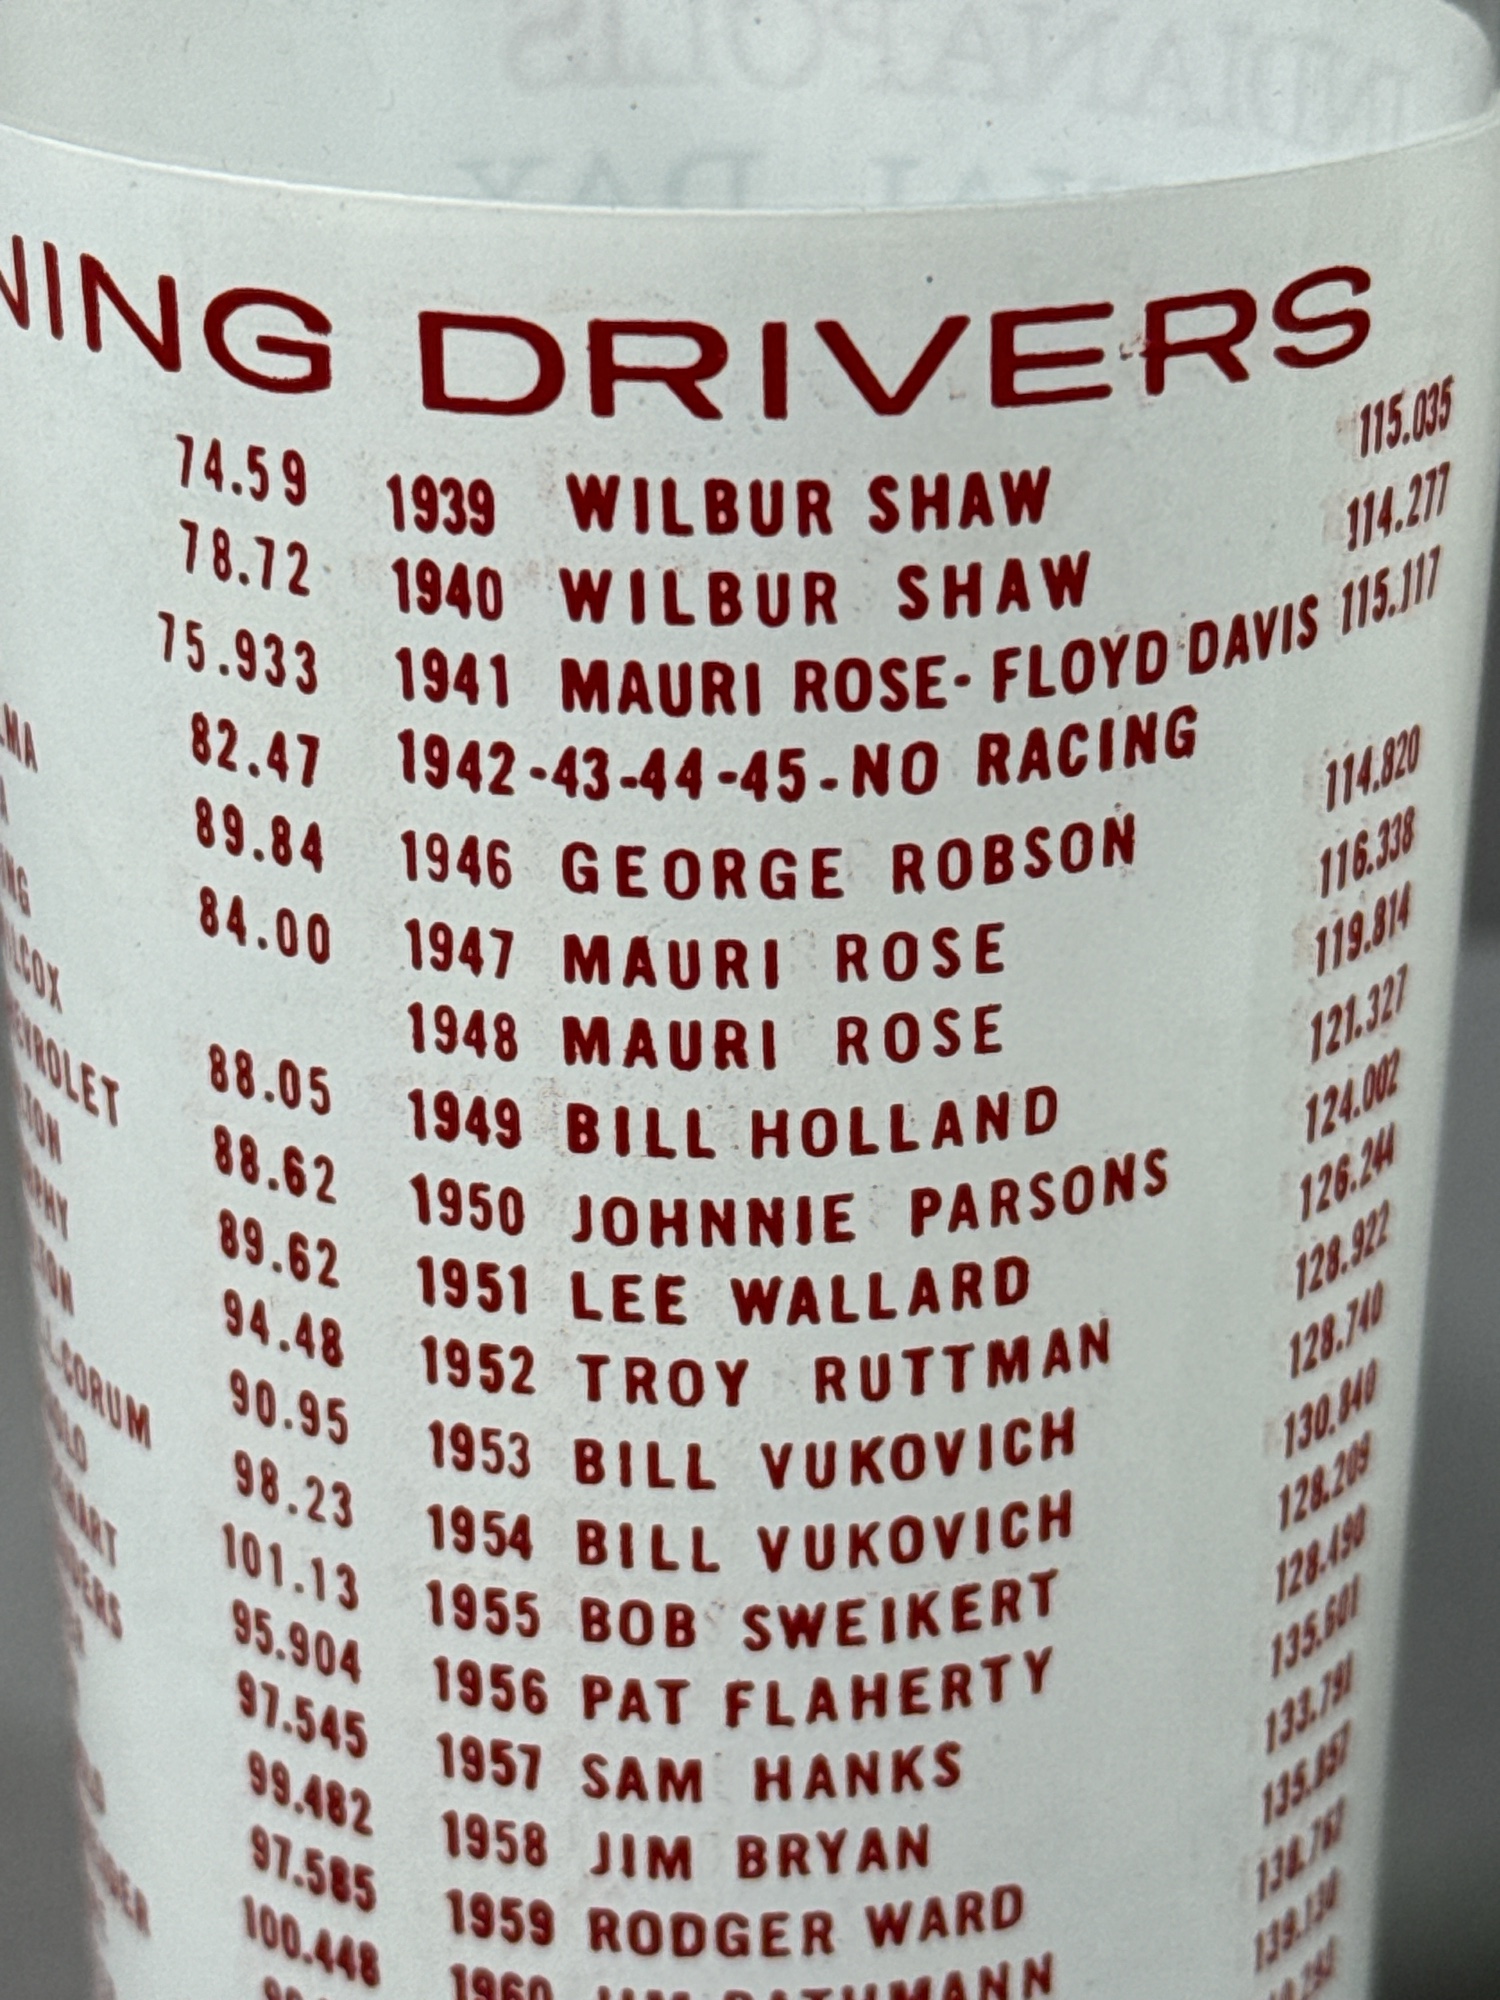 DRIVERS
74.59 1939 WILBUR SHAW 115.035
78.72 1940 WILBUR SHAW 114.277
75.933 1941 MAURI ROSE- FLOYD DAVIS 115.117
82.47 1942-43-44-45-NO RACING
89.84 1946 GEORGE ROBSON 114.820
84.00 1947 MAURI ROSE 116.338
1948 MAURI ROSE 119.814
88.05 1949 BILL HOLLAND 121.327
88.62 1950 JOHNNIE PARSONS 124.002
89.62 1951 LEE WALLARD 126.244
94.48 1952 TROY RUTTMAN 128.922
90.95 1953 BILL VUKOVICH 128.740
CORUM 98.23 1954 BILL VUKOVICH 130.840
101.13 1955 BOB SWEIKERT 128.209
95.904 1956 PAT FLAHERTY 128.490
97.545 1957 SAM HANKS 135.601
99.482 1958 JIM BRYAN 133.791
97.585 1959 RODGER WARD 135.857
100.448 1960